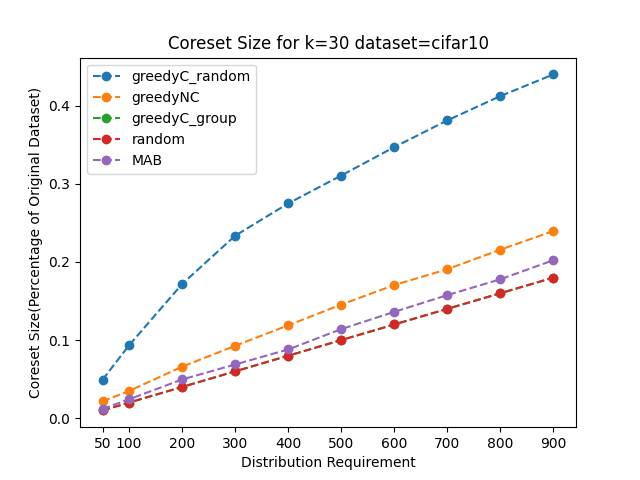 Coreset Size for k=30 dataset=cifar10
greedyC_random
greedyNC
greedyC_group
random
MAB
Coreset Size(Percentage of Original Dataset)
0.4
0.3
0.2
0.1
0.0
50 100 200 300 400 500 600 700 800 900
Distribution Requirement